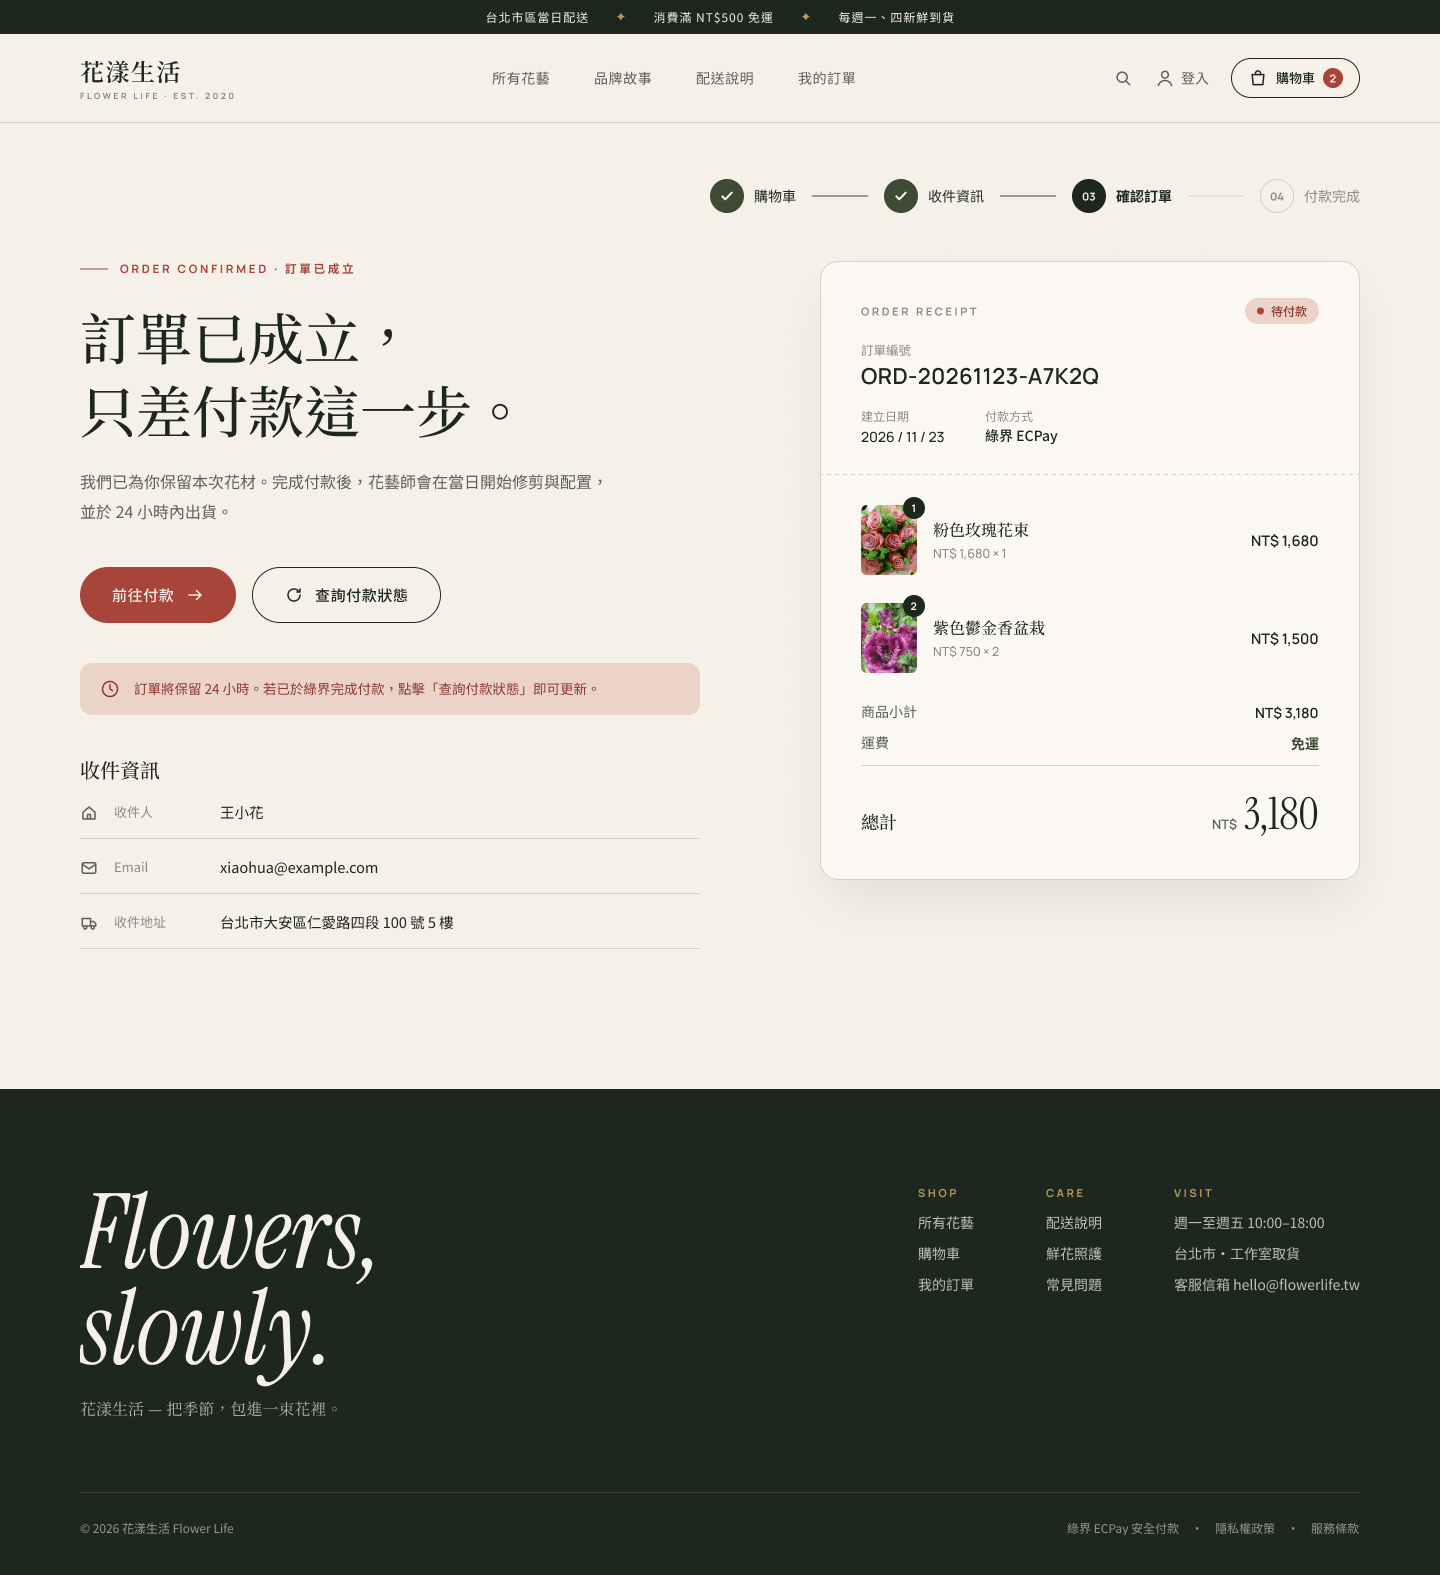 台北市區當日配送 ✦ 消費滿 NT$500 免運 ✦ 每週一、四新鮮到貨
花漾生活
FLOWER LIFE · EST. 2020
所有花藝 品牌故事 配送說明 我的訂單
登入
購物車 2
購物車
收件資訊
03 確認訂單
04 付款完成
ORDER CONFIRMED · 訂單已成立
訂單已成立，
只差付款這一步。
我們已為你保留本次花材。完成付款後，花藝師會在當日開始修剪與配置，
並於 24 小時內出貨。
前往付款 →
查詢付款狀態
訂單將保留 24 小時。若已於綠界完成付款，點擊「查詢付款狀態」即可更新。
收件資訊
收件人 王小花
Email xiaohua@example.com
收件地址 台北市大安區仁愛路四段 100 號 5 樓
ORDER RECEIPT
待付款
訂單編號
ORD-20261123-A7K2Q
建立日期 付款方式
2026 / 11 / 23 綠界 ECPay
1
粉色玫瑰花束
NT$ 1,680 × 1
NT$ 1,680
2
紫色鬱金香盆栽
NT$ 750 × 2
NT$ 1,500
商品小計 NT$ 3,180
運費 免運
總計 NT$ 3,180
Flowers,
slowly.
花漾生活 — 把季節，包進一束花裡。
SHOP
所有花藝
購物車
我的訂單
CARE
配送說明
鮮花照護
常見問題
VISIT
週一至週五 10:00–18:00
台北市・工作室取貨
客服信箱 hello@flowerlife.tw
© 2026 花漾生活 Flower Life
綠界 ECPay 安全付款 • 隱私權政策 • 服務條款